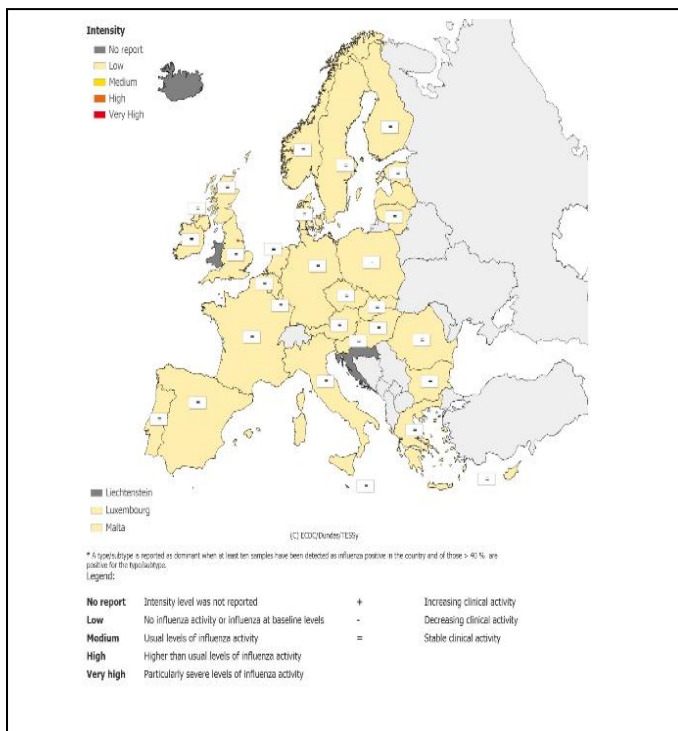 Intensity
No report
Low
Medium
High
Very High
Liechtenstein
Luxembourg
Malta
(C) ECDC/Dundas/TESSy
* A type/subtype is reported as dominant when at least ten samples have been detected as influenza positive in the country and of those > 40 % are
positive for the type/subtype.
Legend:
No report Intensity level was not reported + Increasing clinical activity
Low No influenza activity or influenza at baseline levels - Decreasing clinical activity
Medium Usual levels of influenza activity = Stable clinical activity
High Higher than usual levels of influenza activity
Very high Particularly severe levels of influenza activity